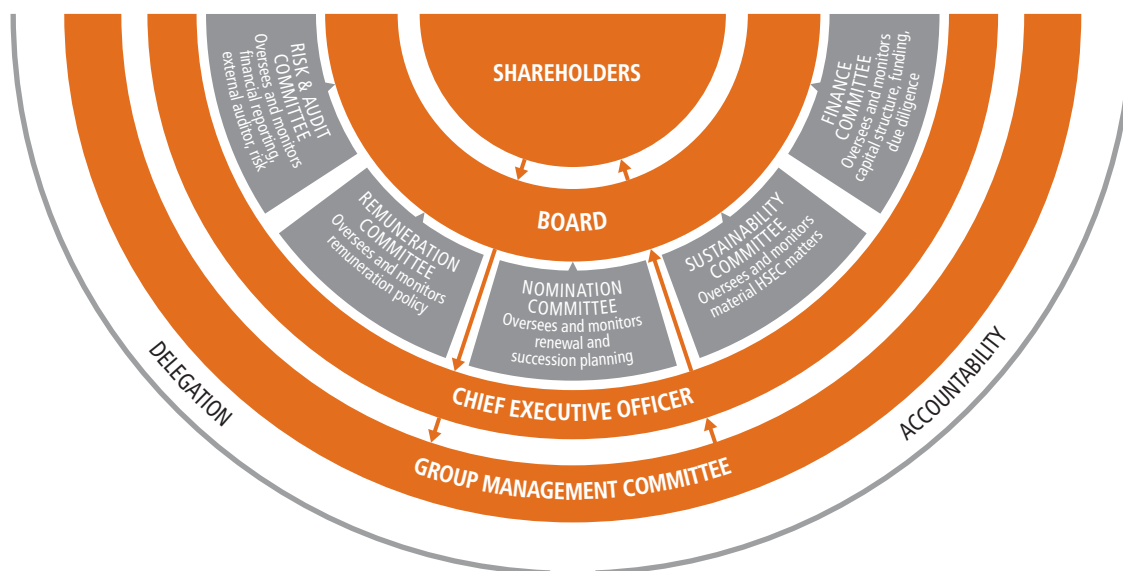 SHAREHOLDERS
BOARD
RISK & AUDIT
COMMITTEE
Oversees and monitors
financial reporting,
external auditor, risk
REMUNERATION
COMMITTEE
Oversees and monitors
remuneration policy
NOMINATION
COMMITTEE
Oversees and monitors
renewal and
succession planning
SUSTAINABILITY
COMMITTEE
Oversees and monitors
material HSEC matters
FINANCE
COMMITTEE
Oversees and monitors
capital structure, funding,
due diligence
CHIEF EXECUTIVE OFFICER
GROUP MANAGEMENT COMMITTEE
DELEGATION
ACCOUNTABILITY